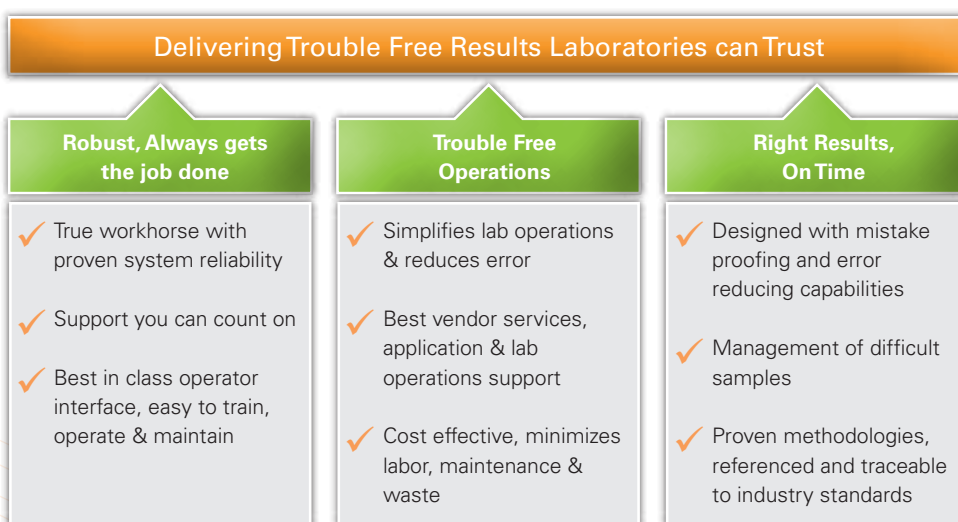 Delivering Trouble Free Results Laboratories can Trust
Robust, Always gets
the job done
True workhorse with
proven system reliability
Support you can count on
Best in class operator
interface, easy to train,
operate & maintain
Trouble Free
Operations
Simplifies lab operations
& reduces error
Best vendor services,
application & lab
operations support
Cost effective, minimizes
labor, maintenance &
waste
Right Results,
On Time
Designed with mistake
proofing and error
reducing capabilities
Management of difficult
samples
Proven methodologies,
referenced and traceable
to industry standards